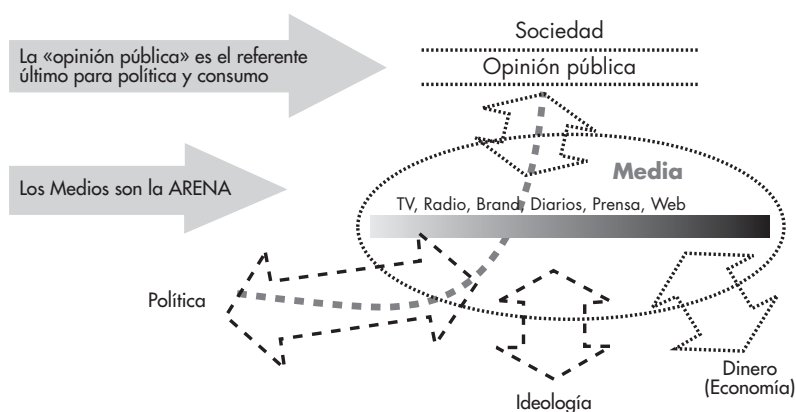 Sociedad
La «opinión pública» es el referente
último para política y consumo
Opinión pública
Media
Los Medios son la ARENA
TV, Radio, Brand, Diarios, Prensa, Web
Política
Ideología
Dinero
(Economía)